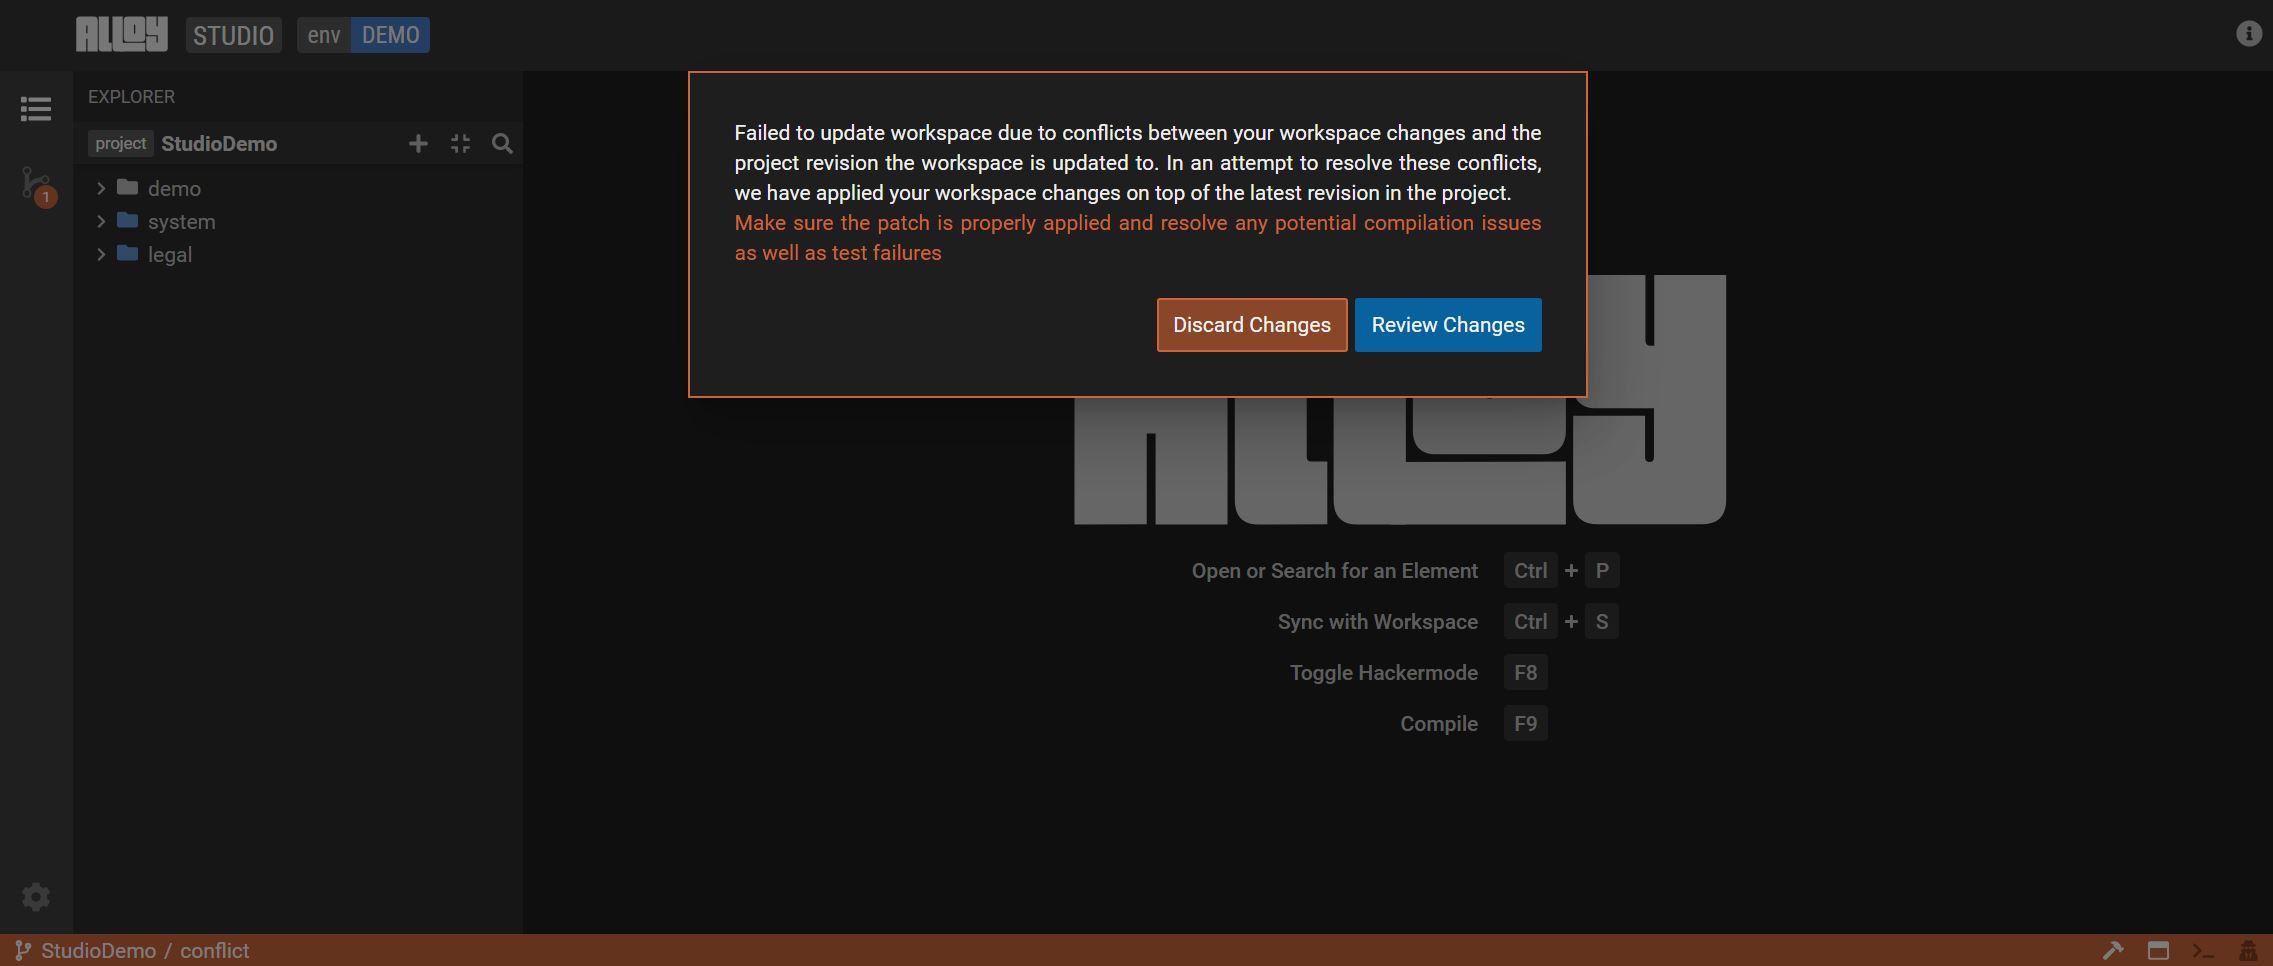 ALLOY STUDIO env DEMO
EXPLORER
project StudioDemo
demo
system
legal
1
Failed to update workspace due to conflicts between your workspace changes and the
project revision the workspace is updated to. In an attempt to resolve these conflicts,
we have applied your workspace changes on top of the latest revision in the project.
Make sure the patch is properly applied and resolve any potential compilation issues
as well as test failures
Discard Changes Review Changes
ALLOY
Open or Search for an Element Ctrl + P
Sync with Workspace Ctrl + S
Toggle Hackermode F8
Compile F9
StudioDemo / conflict